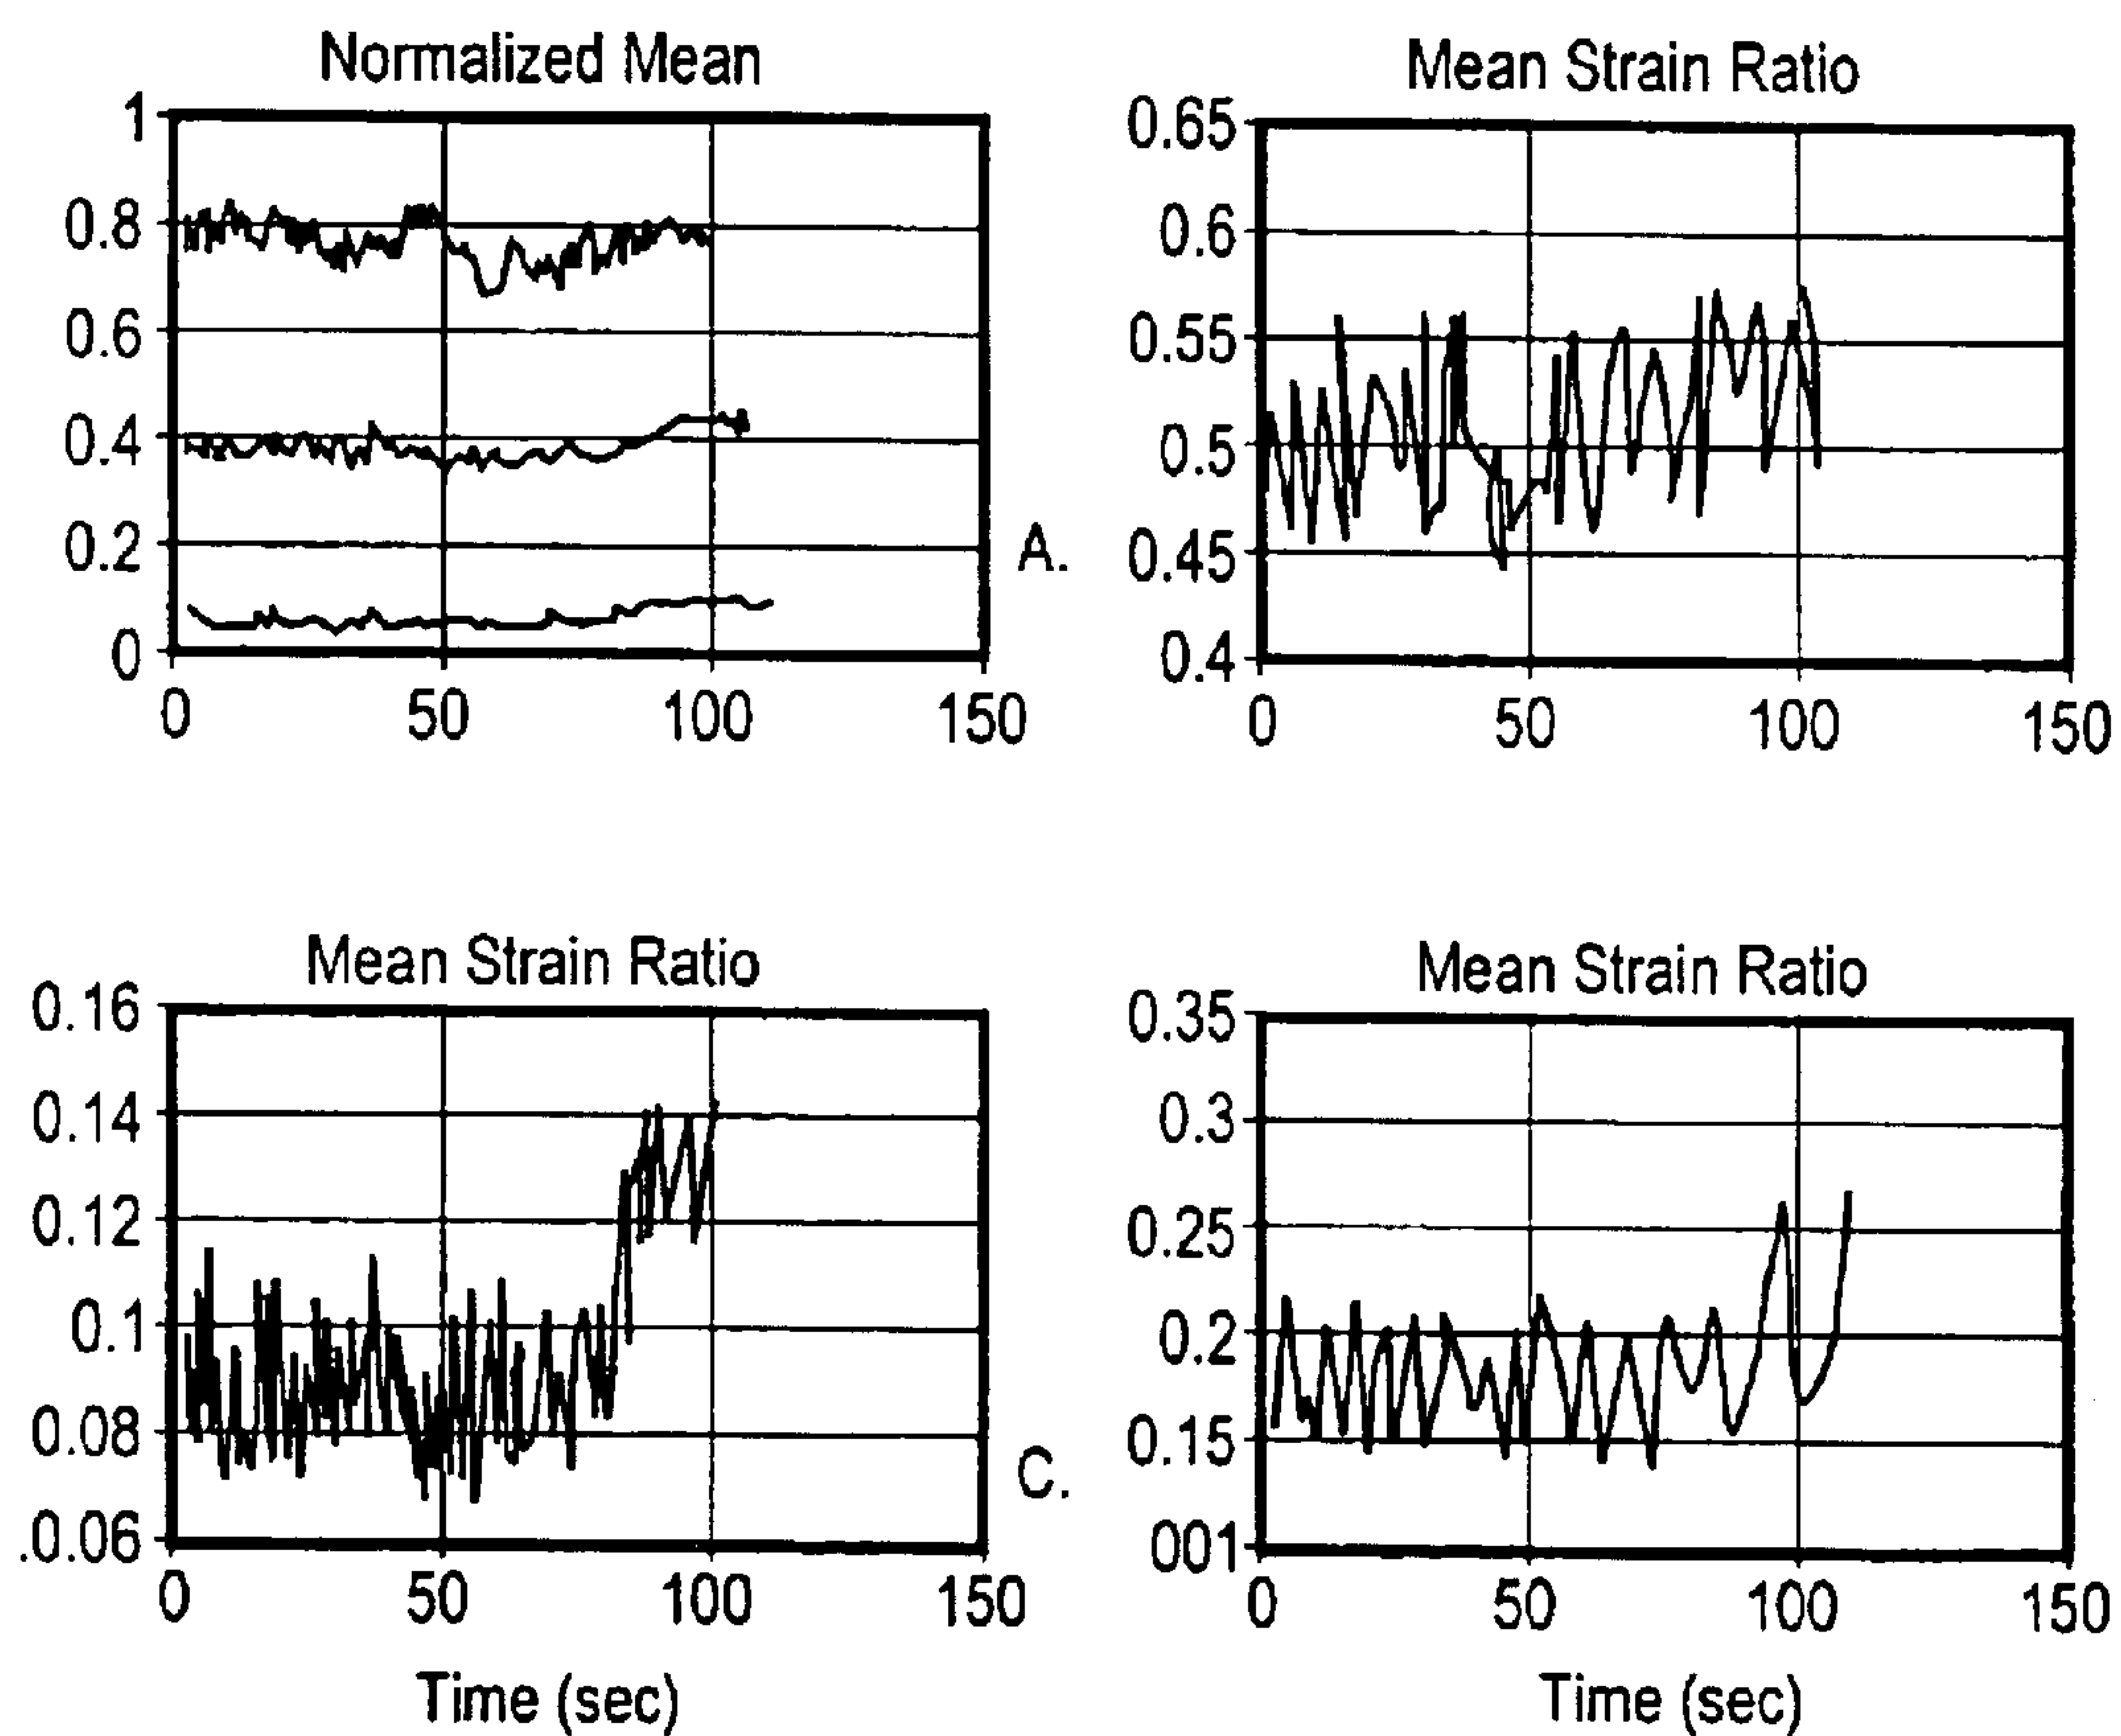 Normalized Mean
1
0.8
0.6
0.4
0.2
0
0 50 100 150
A.
Mean Strain Ratio
0.65
0.6
0.55
0.5
0.45
0.4
0 50 100 150
Mean Strain Ratio
0.16
0.14
0.12
0.1
0.08
.0.06
0 50 100 150
Time (sec)
C.
Mean Strain Ratio
0.35
0.3
0.25
0.2
0.15
001
0 50 100 150
Time (sec)